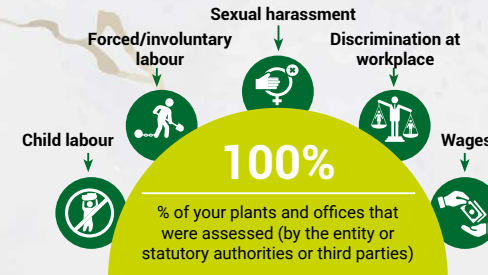 Sexual harassment
Forced/involuntary
labour
Discrimination at
workplace
Child labour
Wages
100%
% of your plants and offices that
were assessed (by the entity or
statutory authorities or third parties)